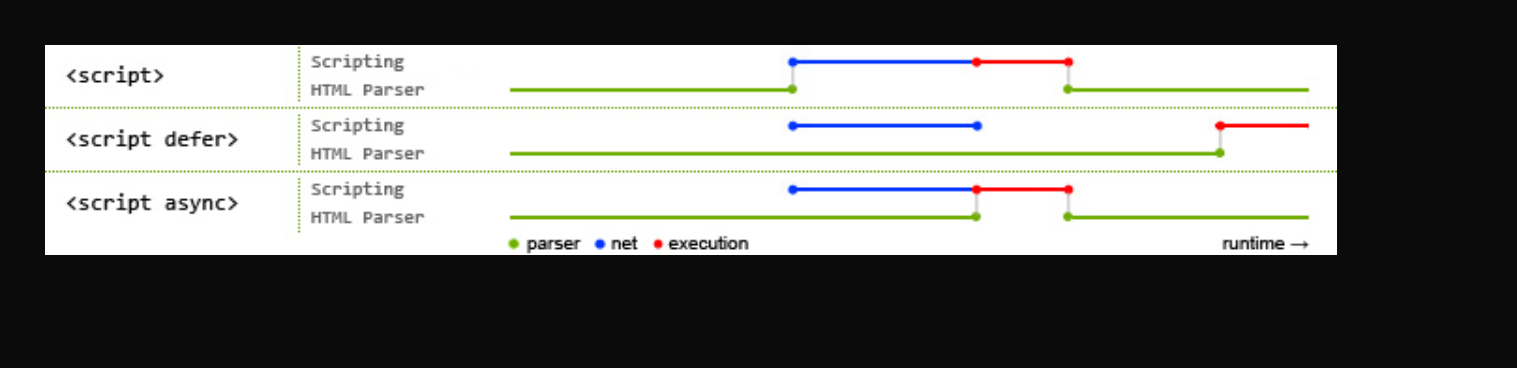 <script>
Scripting
HTML Parser
<script defer>
Scripting
HTML Parser
<script async>
Scripting
HTML Parser
parser net execution
runtime →